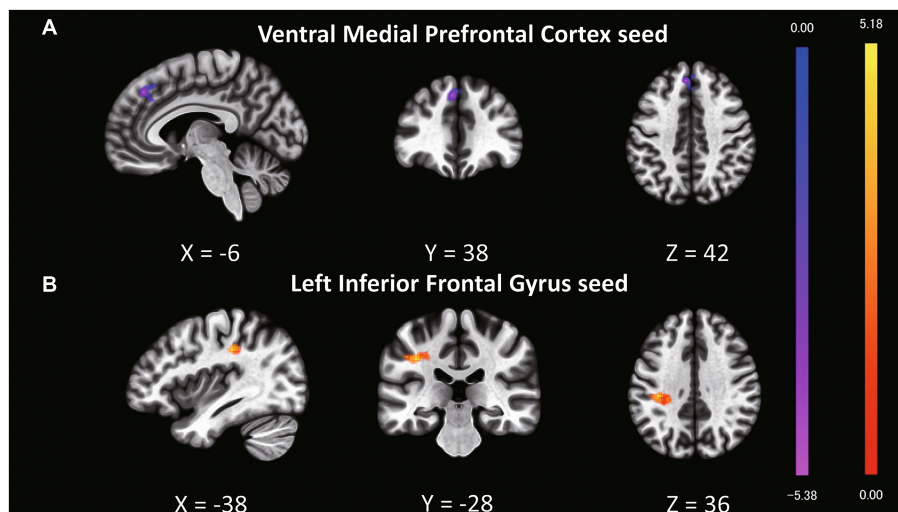 A
Ventral Medial Prefrontal Cortex seed
X = -6
Y = 38
Z = 42
B
Left Inferior Frontal Gyrus seed
X = -38
Y = -28
Z = 36
0.00
5.18
−5.38
0.00